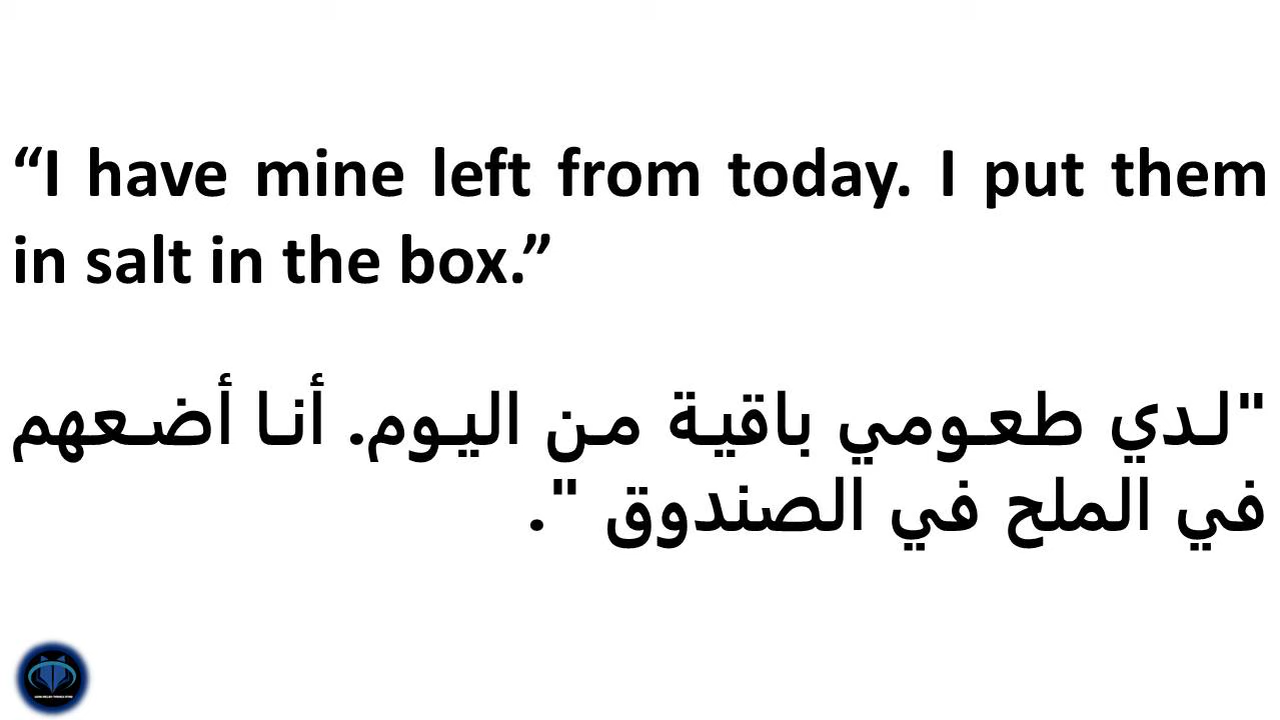 “I have mine left from today. I put them
in salt in the box.”
"لدي طعومي باقية من اليوم. أنا أضعهم
في الملح في الصندوق ".